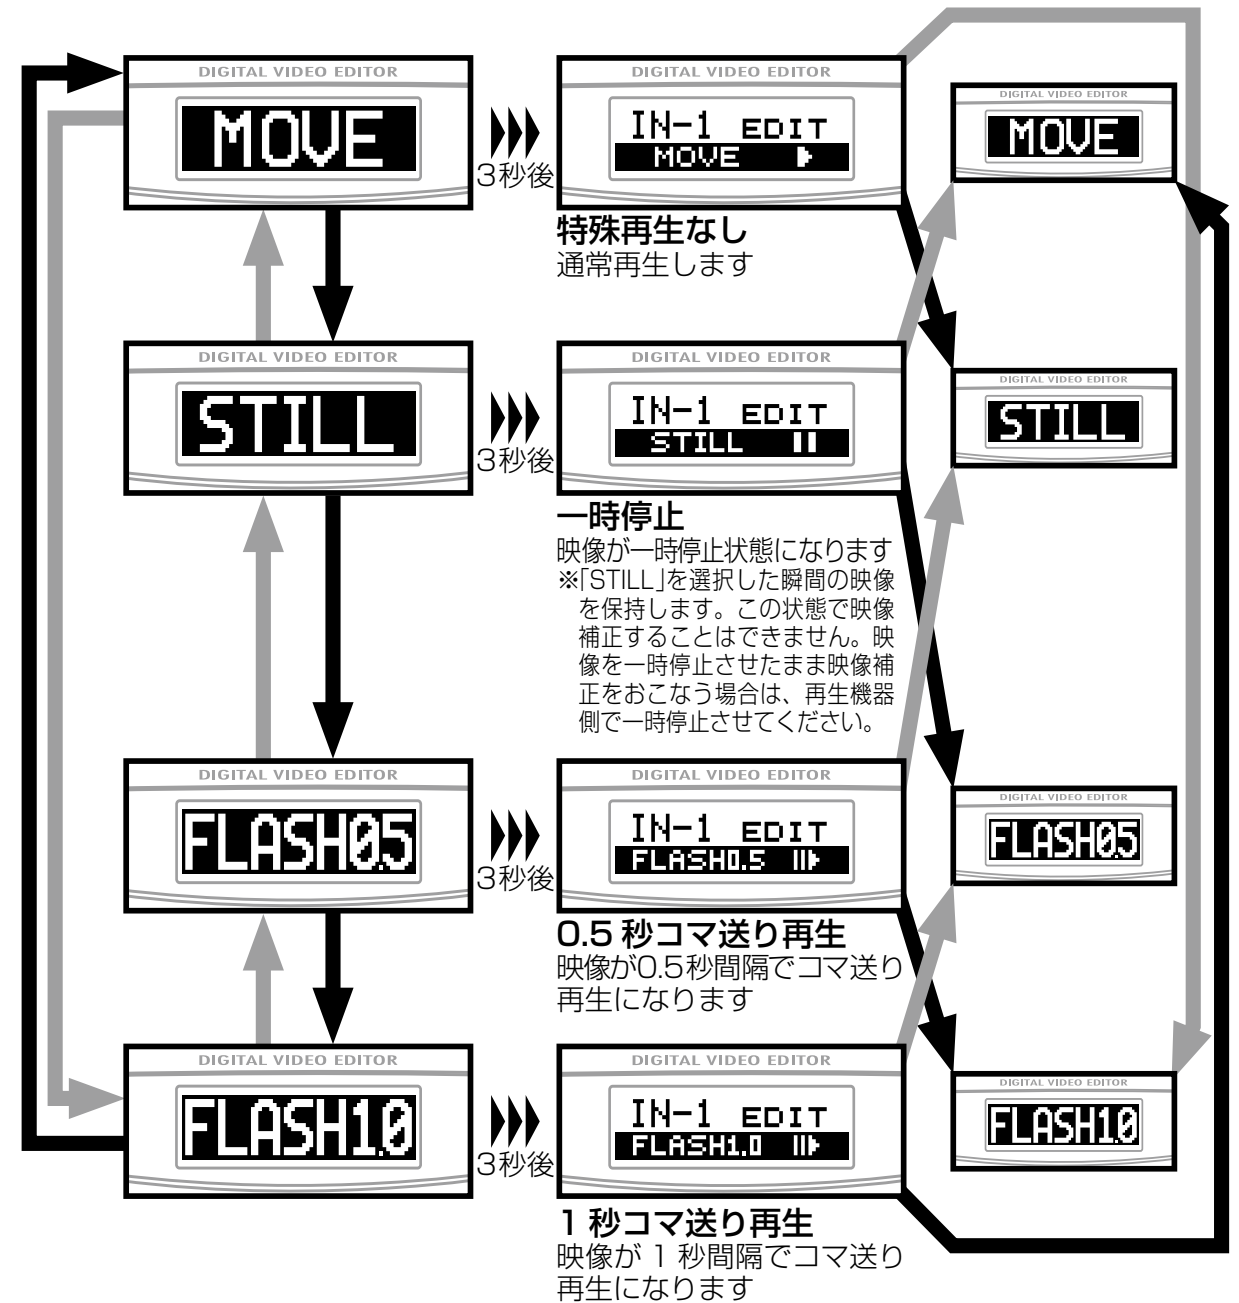 DIGITAL VIDEO EDITOR
MOVE
3秒後
DIGITAL VIDEO EDITOR
IN-1 EDIT
MOVE
特殊再生なし
通常再生します
DIGITAL VIDEO EDITOR
MOVE
DIGITAL VIDEO EDITOR
STILL
3秒後
DIGITAL VIDEO EDITOR
IN-1 EDIT
STILL
一時停止
映像が一時停止状態になります
※「STILL」を選択した瞬間の映像
を保持します。この状態で映像
補正することはできません。映
像を一時停止させたまま映像補
正をおこなう場合は、再生機器
側で一時停止させてください。
DIGITAL VIDEO EDITOR
STILL
DIGITAL VIDEO EDITOR
FLASH0.5
3秒後
DIGITAL VIDEO EDITOR
IN-1 EDIT
FLASH0.5
0.5 秒コマ送り再生
映像が0.5秒間隔でコマ送り
再生になります
DIGITAL VIDEO EDITOR
FLASH0.5
DIGITAL VIDEO EDITOR
FLASH1.0
3秒後
DIGITAL VIDEO EDITOR
IN-1 EDIT
FLASH1.0
1 秒コマ送り再生
映像が 1 秒間隔でコマ送り
再生になります
DIGITAL VIDEO EDITOR
FLASH1.0